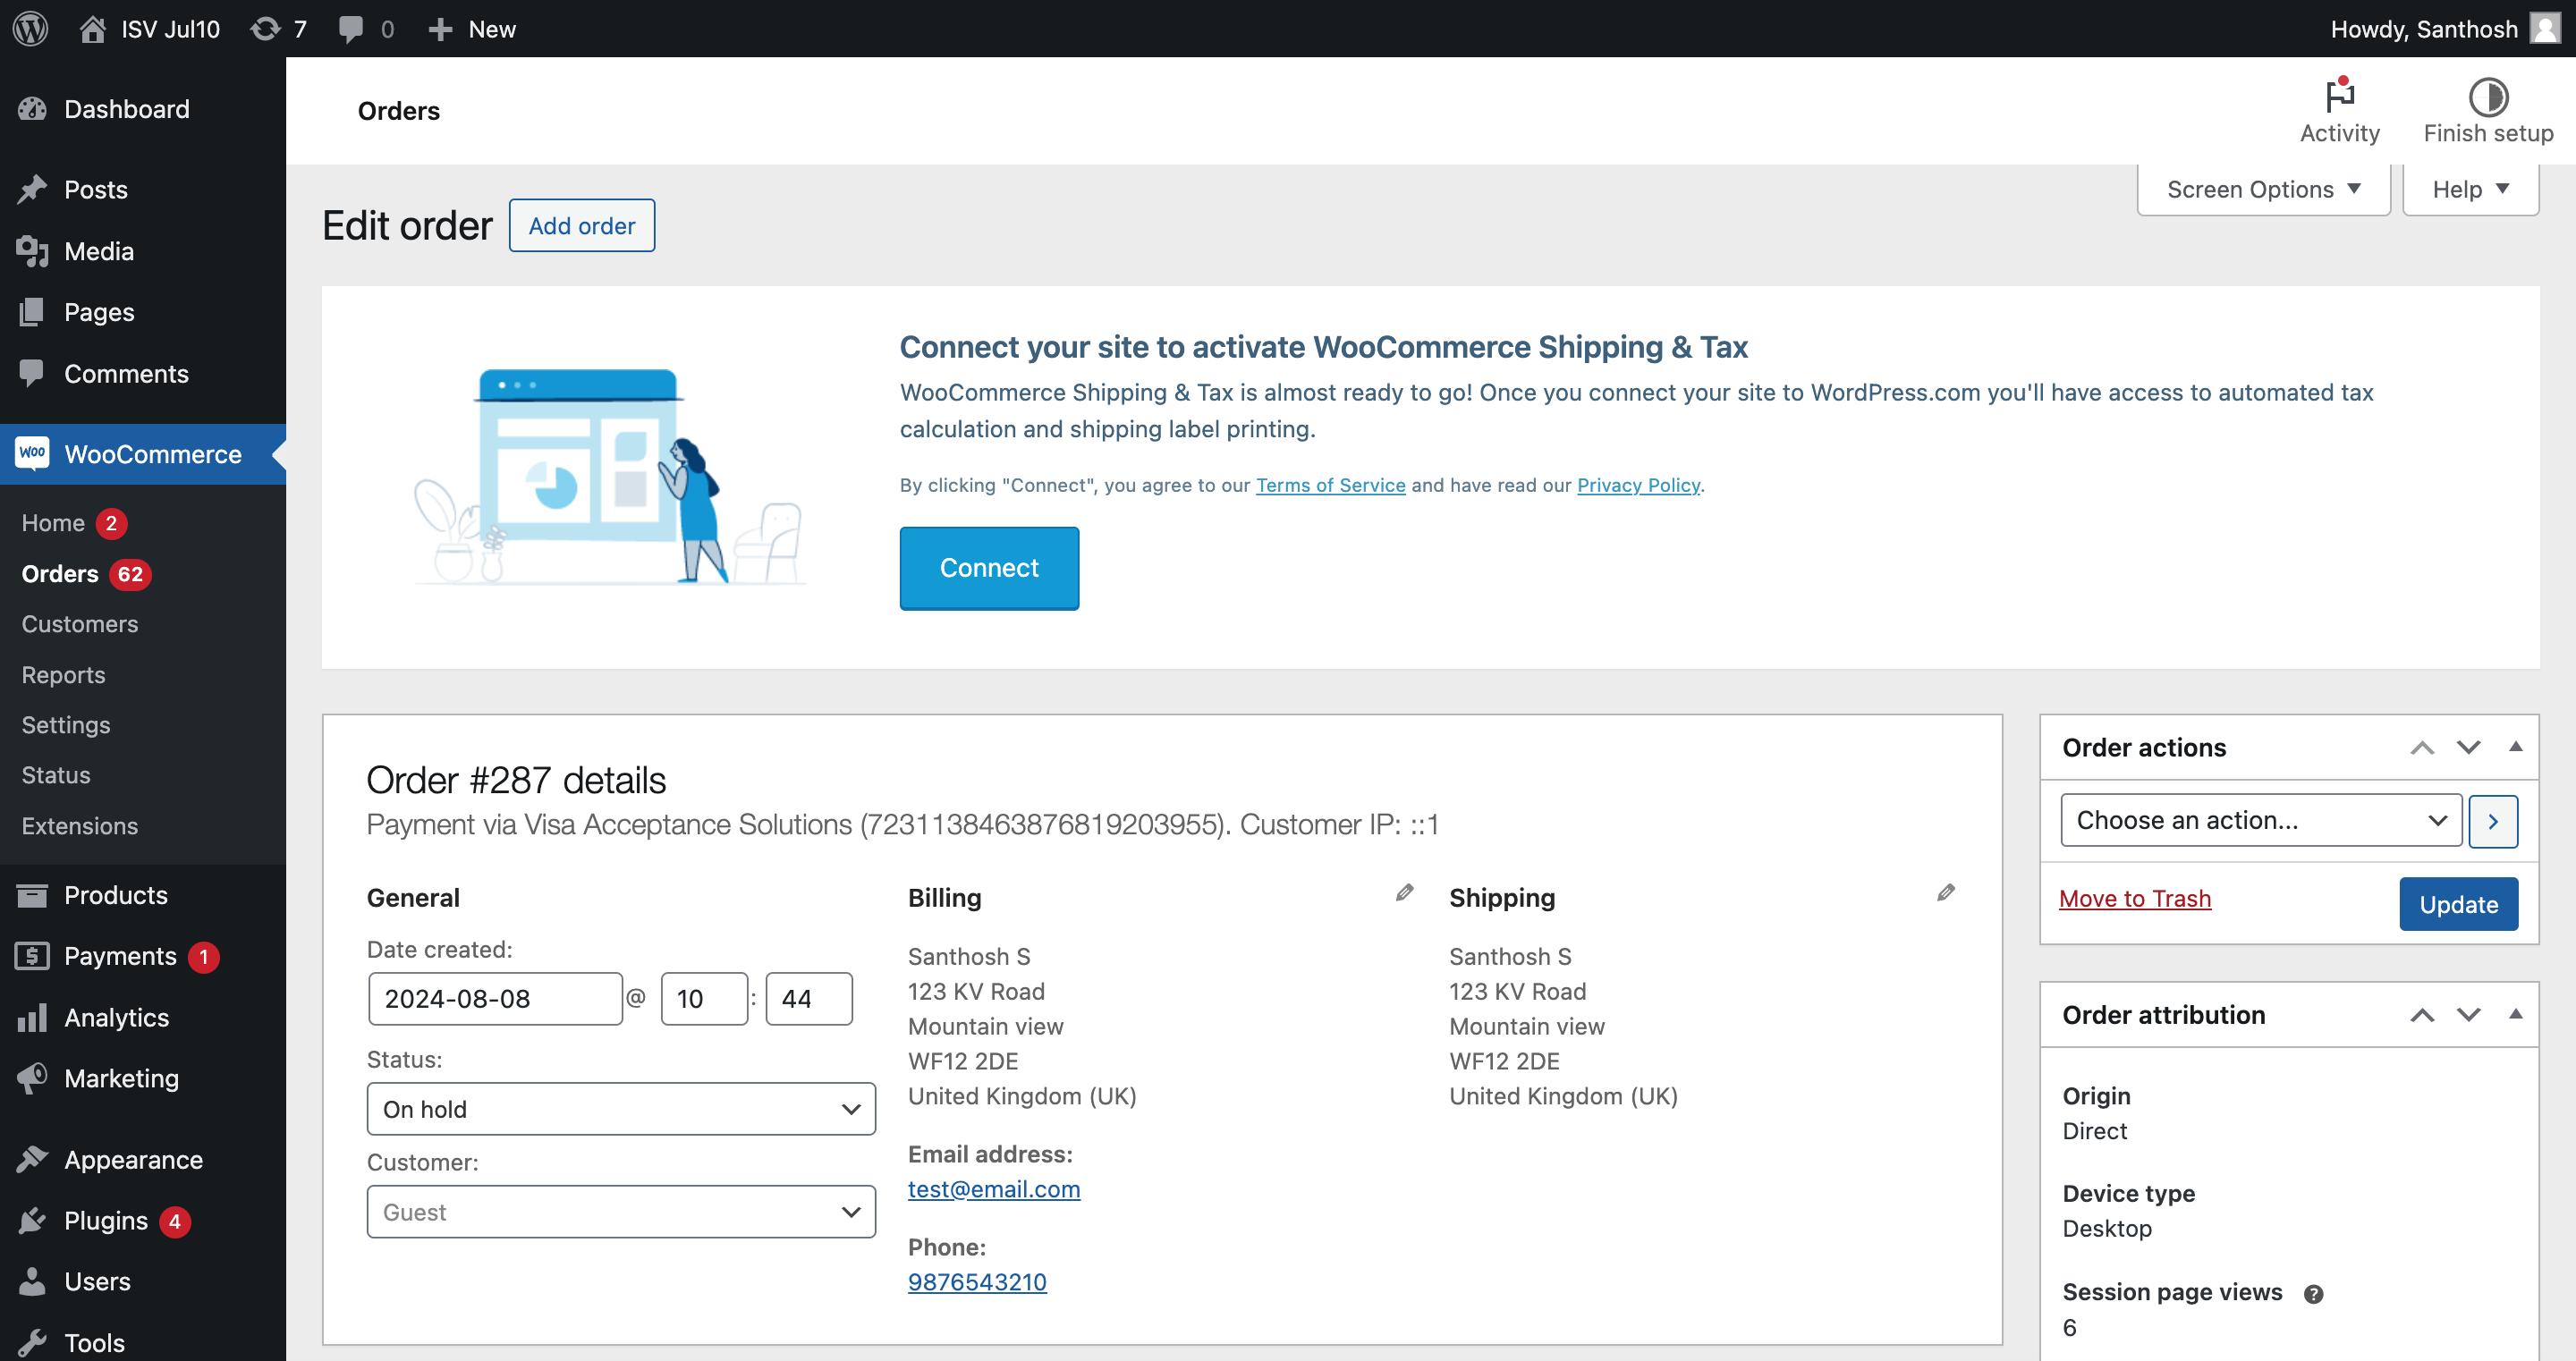 ISV Jul10 7 0 New
Howdy, Santhosh
Dashboard
Posts
Media
Pages
Comments
Woo WooCommerce
Home 2
Orders 62
Customers
Reports
Settings
Status
Extensions
Products
Payments 1
Analytics
Marketing
Appearance
Plugins 4
Users
Tools
Orders
Activity
Finish setup
Screen Options
Help
Edit order
Add order
Connect your site to activate WooCommerce Shipping & Tax
WooCommerce Shipping & Tax is almost ready to go! Once you connect your site to WordPress.com you'll have access to automated tax
calculation and shipping label printing.
By clicking "Connect", you agree to our Terms of Service and have read our Privacy Policy.
Connect
Order #287 details
Payment via Visa Acceptance Solutions (7231138463876819203955). Customer IP: ::1
General
Date created:
2024-08-08 @ 10 : 44
Status:
On hold
Customer:
Guest
Billing
Santhosh S
123 KV Road
Mountain view
WF12 2DE
United Kingdom (UK)
Email address:
test@email.com
Phone:
9876543210
Shipping
Santhosh S
123 KV Road
Mountain view
WF12 2DE
United Kingdom (UK)
Order actions
Choose an action...
Move to Trash
Update
Order attribution
Origin
Direct
Device type
Desktop
Session page views ?
6